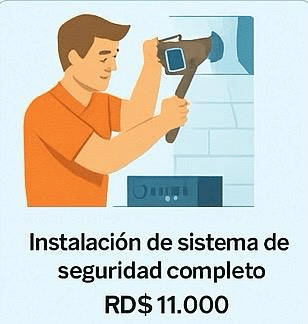 Instalación de sistema de
seguridad completo
RD$ 11.000